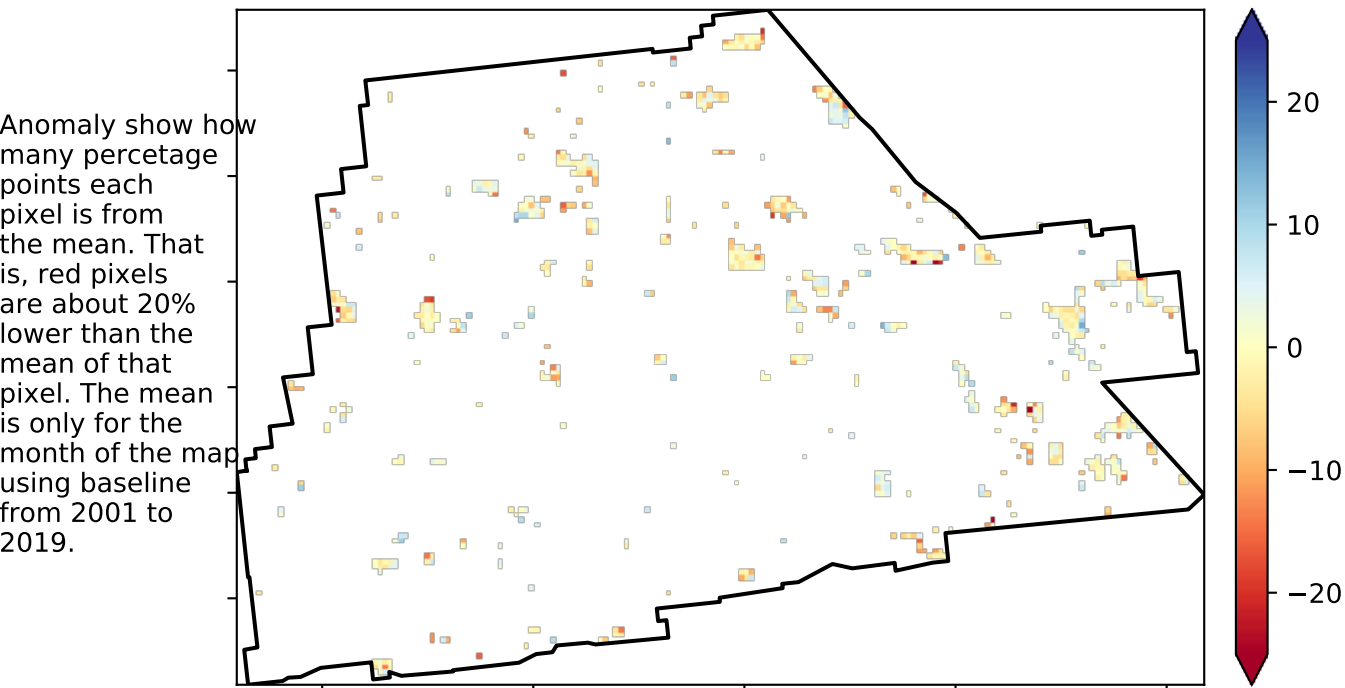 Anomaly show how
many percetage
points each
pixel is from
the mean. That
is, red pixels
are about 20%
lower than the
mean of that
pixel. The mean
is only for the
month of the map
using baseline
from 2001 to
2019.
20
10
0
−10
−20